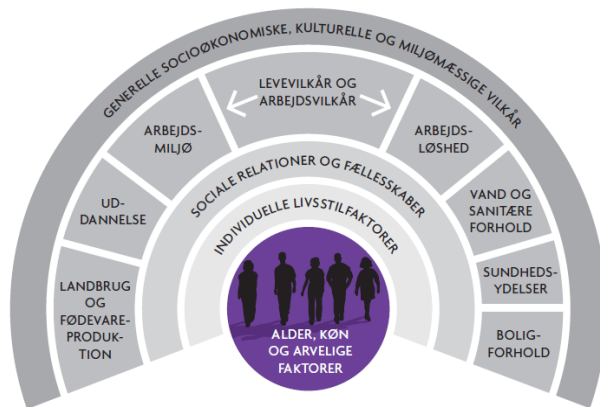 GENERELLE SOCIOØKONOMISKE, KULTURELLE OG MILJØMÆSSIGE VILKÅR
LEVEVILKÅR OG
ARBEJDSVILKÅR
ARBEJDS-
MILJØ
ARBEJDS-
LØSHED
UD-
DANNELSE
VAND OG
SANITÆRE
FORHOLD
LANDBRUG
OG
FØDEVARE-
PRODUK-
TION
SUNDHEDS-
YDELSER
BOLIG-
FORHOLD
SOCIALE RELATIONER OG FÆLLESSKABER
INDIVIDUELLE LIVSSTILFAKTORER
ALDER, KØN
OG ARVELIGE
FAKTORER